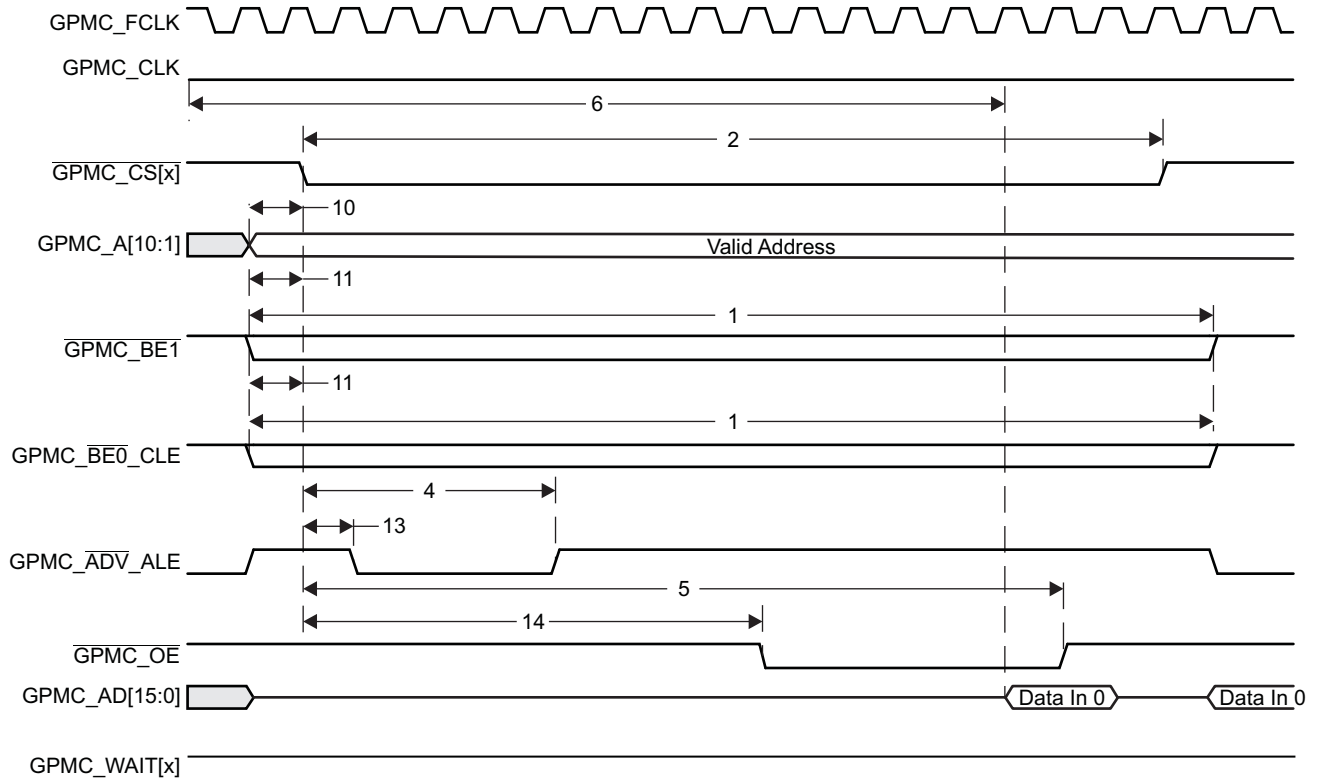 GPMC_FCLK
GPMC_CLK
6
2
GPMC_CS[x]
10
GPMC_A[10:1]
Valid Address
11
1
GPMC_BE1
11
1
GPMC_BE0_CLE
4
13
GPMC_ADV_ALE
5
14
GPMC_OE
GPMC_AD[15:0]
Data In 0
Data In 0
GPMC_WAIT[x]